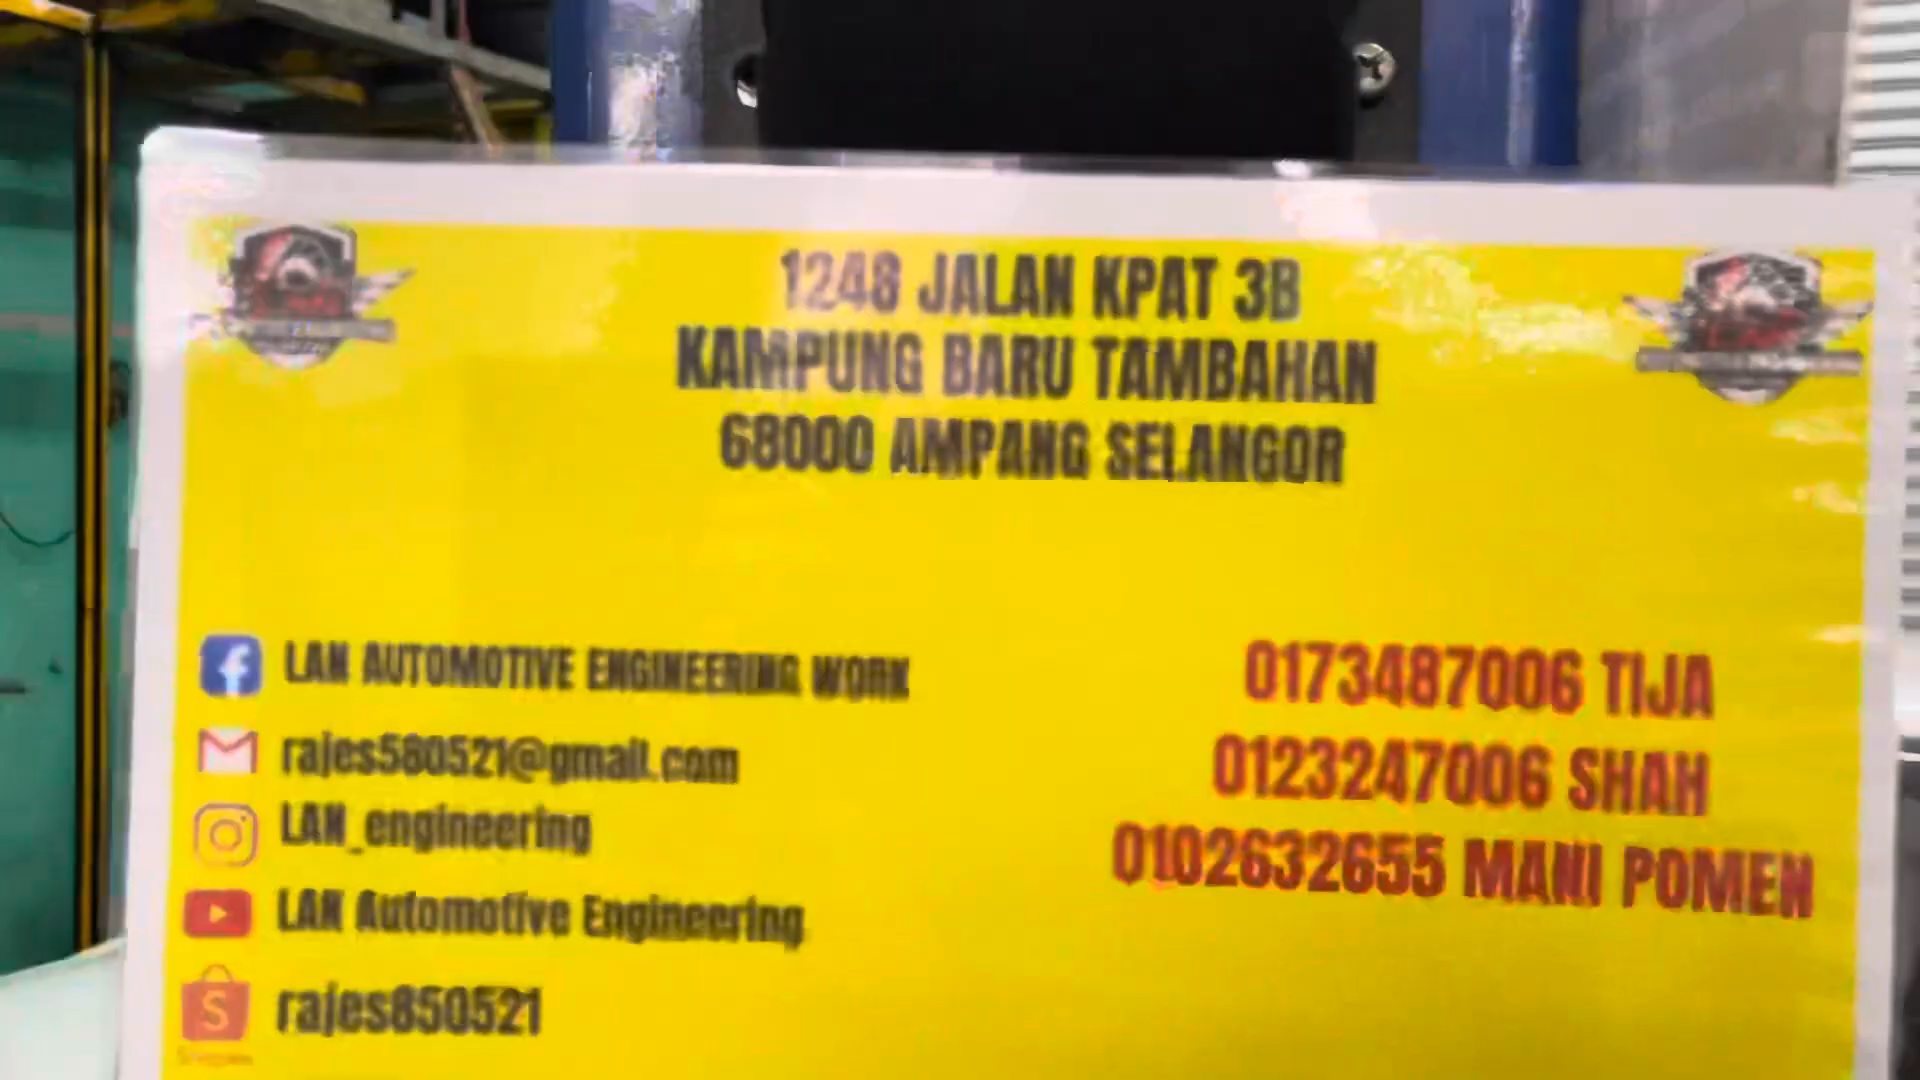 1248 JALAN KPAT 3B
KAMPUNG BARU TAMBAHAN
68000 AMPANG SELANGOR
LAN AUTOMOTIVE ENGINEERING WORK
rajes580521@gmail.com
LAN_engineering
LAN Automotive Engineering
rajes850521
Shopee
0173487006 TIJA
0123247006 SHAH
0102632655 MANI POMEN